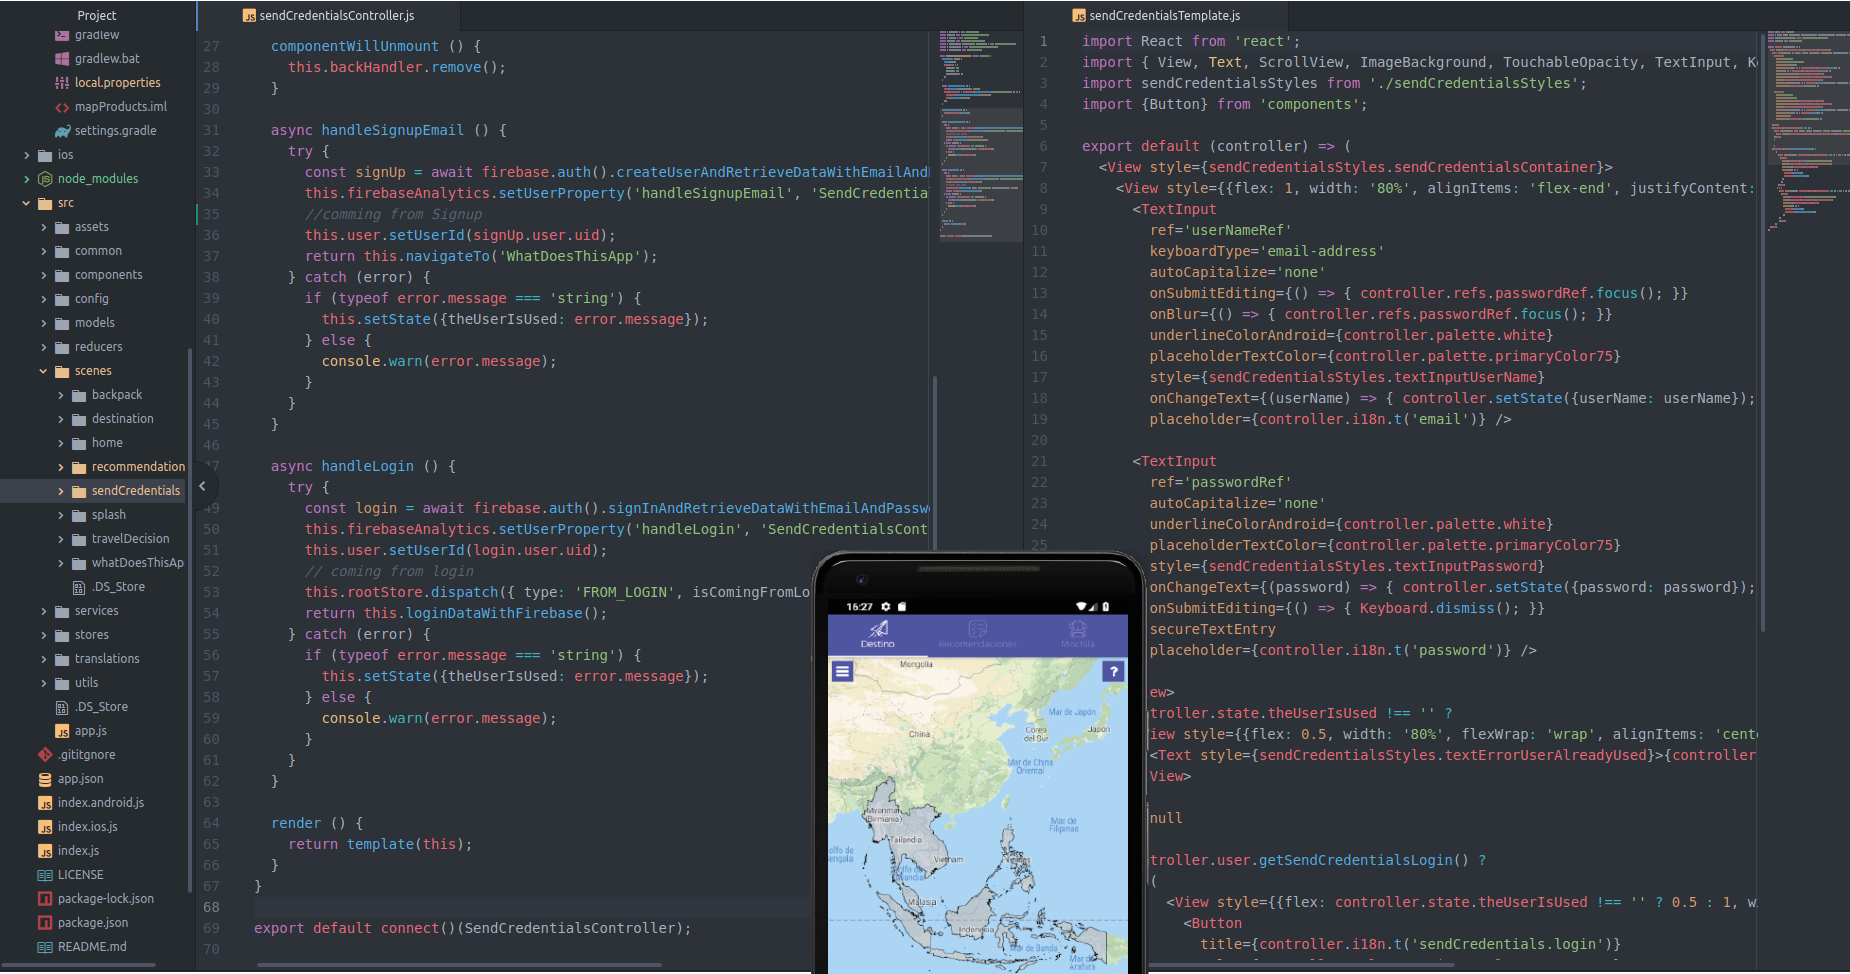 Project
gradlew
gradlew.bat
local.properties
mapProducts.iml
settings.gradle
ios
node_modules
src
assets
common
components
config
models
reducers
scenes
backpack
destination
home
recommendation
sendCredentials
splash
travelDecision
whatDoesThisAp
.DS_Store
services
stores
translations
utils
.DS_Store
app.js
.gititgnore
app.json
index.android.js
index.ios.js
index.js
LICENSE
package-lock.json
package.json
README.md
sendCredentialsController.js
27 componentWillUnmount () {
28 this.backHandler.remove();
29 }
30
31 async handleSignupEmail () {
32 try {
33 const signUp = await firebase.auth().createUserAndRetrieveDataWithEmailAnd
34 this.firebaseAnalytics.setUserProperty('handleSignupEmail', 'SendCredentia
35 //comming from Signup
36 this.user.setUserId(signUp.user.uid);
37 return this.navigateTo('WhatDoesThisApp');
38 } catch (error) {
39 if (typeof error.message === 'string') {
40 this.setState({theUserIsUsed: error.message});
41 } else {
42 console.warn(error.message);
43 }
44 }
45 }
46
47 async handleLogin () {
try {
49 const login = await firebase.auth().signInAndRetrieveDataWithEmailAndPassw
50 this.firebaseAnalytics.setUserProperty('handleLogin', 'SendCredentialsCont
51 this.user.setUserId(login.user.uid);
52 // coming from login
53 this.rootStore.dispatch({ type: 'FROM_LOGIN', isComingFromLo
54 return this.loginDataWithFirebase();
55 } catch (error) {
56 if (typeof error.message === 'string') {
57 this.setState({theUserIsUsed: error.message});
58 } else {
59 console.warn(error.message);
60 }
61 }
62 }
63
64 render () {
65 return template(this);
66 }
67 }
68
69 export default connect()(SendCredentialsController);
70
sendCredentialsTemplate.js
1 import React from 'react';
2 import { View, Text, ScrollView, ImageBackground, TouchableOpacity, TextInput, Ke
3 import sendCredentialsStyles from './sendCredentialsStyles';
4 import {Button} from 'components';
5
6 export default (controller) => (
7 <View style={sendCredentialsStyles.sendCredentialsContainer}>
8 <View style={{flex: 1, width: '80%', alignItems: 'flex-end', justifyContent:
9 <TextInput
10 ref='userNameRef'
11 keyboardType='email-address'
12 autoCapitalize='none'
13 onSubmitEditing={() => { controller.refs.passwordRef.focus(); }}
14 onBlur={() => { controller.refs.passwordRef.focus(); }}
15 underlineColorAndroid={controller.palette.white}
16 placeholderTextColor={controller.palette.primaryColor75}
17 style={sendCredentialsStyles.textInputUserName}
18 onChangeText={(userName) => { controller.setState({userName: userName});
19 placeholder={controller.i18n.t('email')} />
20
21 <TextInput
22 ref='passwordRef'
23 autoCapitalize='none'
24 underlineColorAndroid={controller.palette.white}
25 placeholderTextColor={controller.palette.primaryColor75}
style={sendCredentialsStyles.textInputPassword}
onChangeText={(password) => { controller.setState({password: password});
onSubmitEditing={() => { Keyboard.dismiss(); }}
secureTextEntry
placeholder={controller.i18n.t('password')} />
ew>
troller.state.theUserIsUsed !== '' ?
iew style={{flex: 0.5, width: '80%', flexWrap: 'wrap', alignItems: 'cente
<Text style={sendCredentialsStyles.textErrorUserAlreadyUsed}>{controller
View>
null
troller.user.getSendCredentialsLogin() ?
(
<View style={{flex: controller.state.theUserIsUsed !== '' ? 0.5 : 1, w
<Button
title={controller.i18n.t('sendCredentials.login')}
16:27
Destino
Recomendaciones
Mochila
Mongolia
?
Mar de Japón
Japón
Corea
del Sur
China
Mar de China
Oriental
Myanmar
(Birmania)
Mar de
Filipinas
Tailandia
olfo de
engala
Vietnam
Golfo de
Malasia
Indonesia
Mar de Banda
Mar de
Arafura